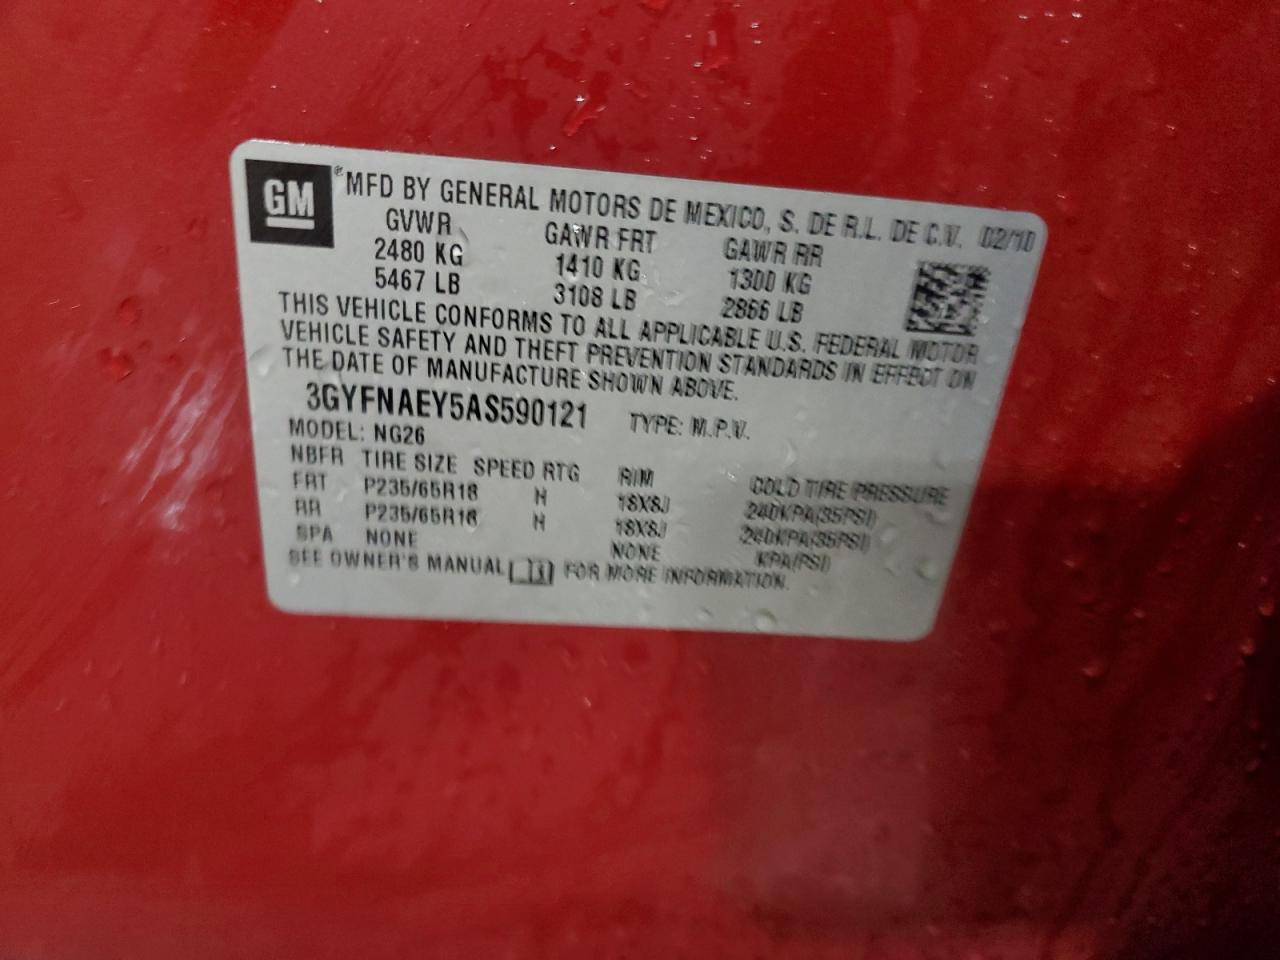 GM ® MFD BY GENERAL MOTORS DE MEXICO, S. DE R.L. DE C.V. 02/10
GVWR GAWR FRT GAWR RR
2480 KG 1410 KG 1300 KG
5467 LB 3108 LB 2866 LB
THIS VEHICLE CONFORMS TO ALL APPLICABLE U.S. FEDERAL MOTOR
VEHICLE SAFETY AND THEFT PREVENTION STANDARDS IN EFFECT ON
THE DATE OF MANUFACTURE SHOWN ABOVE.
3GYFNAEY5AS590121 TYPE: M.P.V.
MODEL: NG26
NBFR TIRE SIZE SPEED RTG RIM COLD TIRE PRESSURE
FRT P235/65R18 H 18X8J 240KPA(35PSI)
RR P235/65R18 H 18X8J 240KPA(35PSI)
SPA NONE NONE KPA(PSI)
SEE OWNER'S MANUAL FOR MORE INFORMATION.